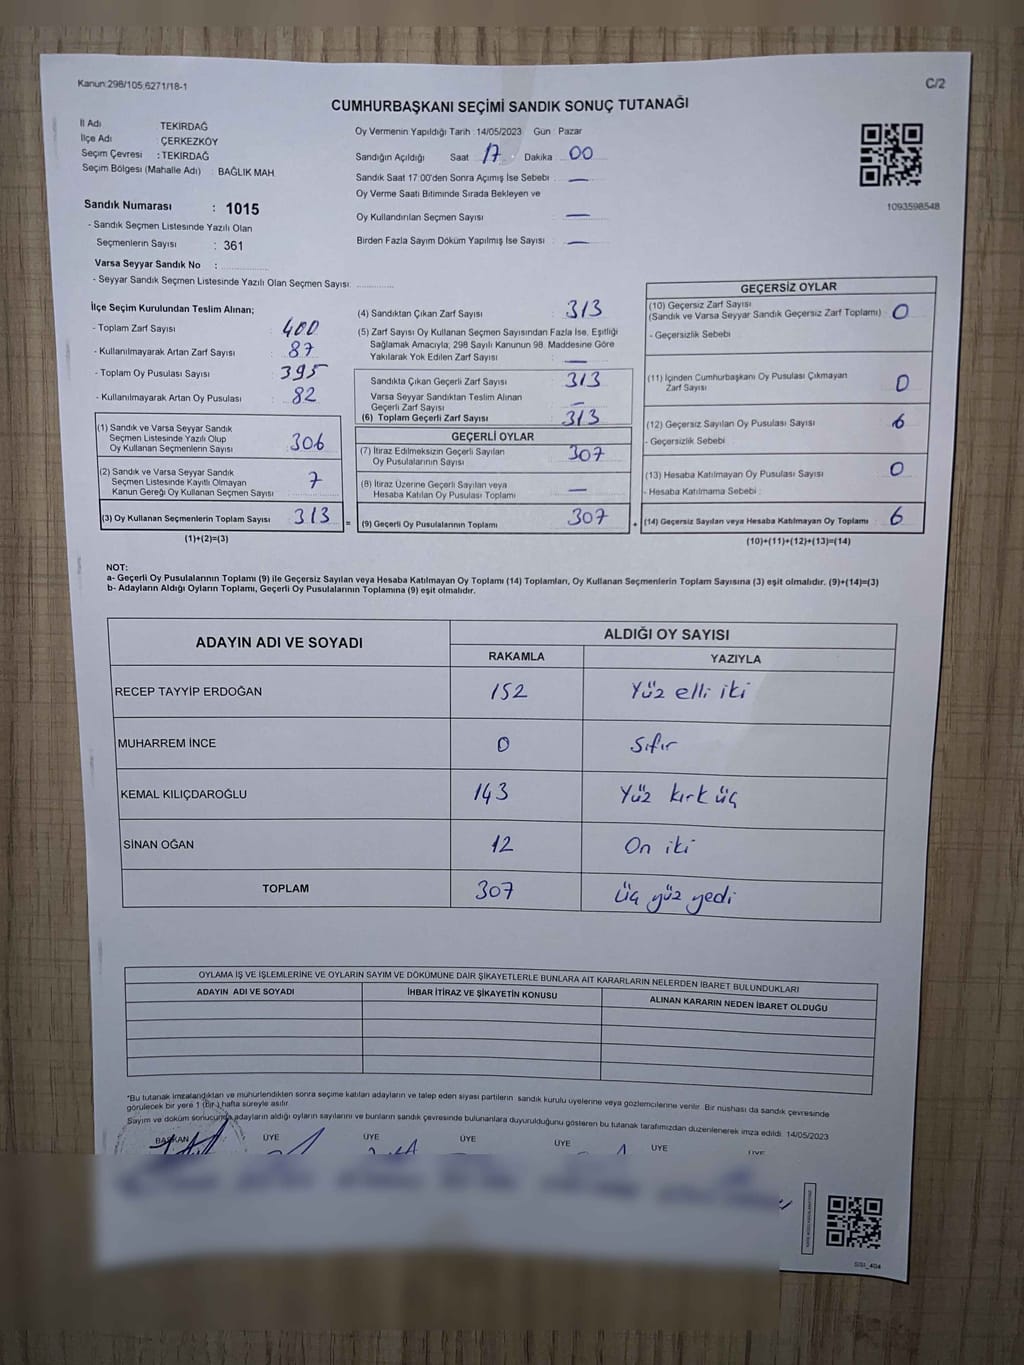 Kanun:298/105;6271/18-1
C/2
CUMHURBAŞKANI SEÇİMİ SANDIK SONUÇ TUTANAĞI
İl Adı TEKİRDAĞ
İlçe Adı : ÇERKEZKÖY
Seçim Çevresi : TEKİRDAĞ
Seçim Bölgesi (Mahalle Adı) : BAĞLIK MAH.
Sandık Numarası : 1015
- Sandık Seçmen Listesinde Yazılı Olan
Seçmenlerin Sayısı : 361
Varsa Seyyar Sandık No :
- Seyyar Sandık Seçmen Listesinde Yazılı Olan Seçmen Sayısı:
Oy Vermenin Yapıldığı Tarih : 14/05/2023 Gün : Pazar
Sandığın Açıldığı Saat 17 Dakika 00
Sandık Saat 17:00'den Sonra Açımış İse Sebebi : —
Oy Verme Saati Bitiminde Sırada Bekleyen ve
Oy Kullandırılan Seçmen Sayısı : —
Birden Fazla Sayım Döküm Yapılmış İse Sayısı : —
1093598548
İlçe Seçim Kurulundan Teslim Alınan;
- Toplam Zarf Sayısı : 400
- Kullanılmayarak Artan Zarf Sayısı : 87
- Toplam Oy Pusulası Sayısı : 395
- Kullanılmayarak Artan Oy Pusulası : 82
(1) Sandık ve Varsa Seyyar Sandık
Seçmen Listesinde Yazılı Olup
Oy Kullanan Seçmenlerin Sayısı : 306
(2) Sandık ve Varsa Seyyar Sandık
Seçmen Listesinde Kayıtlı Olmayan
Kanun Gereği Oy Kullanan Seçmen Sayısı : 7
(3) Oy Kullanan Seçmenlerin Toplam Sayısı : 313
(1)+(2)=(3)
=
(4) Sandıktan Çıkan Zarf Sayısı : 313
(5) Zarf Sayısı Oy Kullanan Seçmen Sayısından Fazla İse, Eşitliği
Sağlamak Amacıyla; 298 Sayılı Kanunun 98. Maddesine Göre
Yakılarak Yok Edilen Zarf Sayısı : —
Sandıkta Çıkan Geçerli Zarf Sayısı : 313
Varsa Seyyar Sandıktan Teslim Alınan
Geçerli Zarf Sayısı : —
(6) Toplam Geçerli Zarf Sayısı : 313
GEÇERLİ OYLAR
(7) İtiraz Edilmeksizin Geçerli Sayılan
Oy Pusulalarının Sayısı : 307
(8) İtiraz Üzerine Geçerli Sayılan veya
Hesaba Katılan Oy Pusulası Toplamı : —
(9) Geçerli Oy Pusulalarının Toplamı : 307
+
GEÇERSİZ OYLAR
(10) Geçersiz Zarf Sayısı
(Sandık ve Varsa Seyyar Sandık Geçersiz Zarf Toplamı) : 0
- Geçersizlik Sebebi
(11) İçinden Cumhurbaşkanı Oy Pusulası Çıkmayan
Zarf Sayısı 0
(12) Geçersiz Sayılan Oy Pusulası Sayısı : 6
- Geçersizlik Sebebi
(13) Hesaba Katılmayan Oy Pusulası Sayısı : 0
- Hesaba Katılmama Sebebi :
(14) Geçersiz Sayılan veya Hesaba Katılmayan Oy Toplamı : 6
(10)+(11)+(12)+(13)=(14)
NOT:
a- Geçerli Oy Pusulalarının Toplamı (9) ile Geçersiz Sayılan veya Hesaba Katılmayan Oy Toplamı (14) Toplamları, Oy Kullanan Seçmenlerin Toplam Sayısına (3) eşit olmalıdır. (9)+(14)=(3)
b- Adayların Aldığı Oyların Toplamı, Geçerli Oy Pusulalarının Toplamına (9) eşit olmalıdır.
ADAYIN ADI VE SOYADI ALDIĞI OY SAYISI
RAKAMLA YAZIYLA
RECEP TAYYİP ERDOĞAN 152 Yüz elli iki
MUHARREM İNCE 0 Sıfır
KEMAL KILIÇDAROĞLU 143 Yüz kırk üç
SİNAN OĞAN 12 On iki
TOPLAM 307 Üç yüz yedi
OYLAMA İŞ VE İŞLEMLERİNE VE OYLARIN SAYIM VE DÖKÜMÜNE DAİR ŞİKAYETLERLE BUNLARA AİT KARARLARIN NELERDEN İBARET BULUNDUKLARI
ADAYIN ADI VE SOYADI İHBAR İTİRAZ VE ŞİKAYETİN KONUSU ALINAN KARARIN NEDEN İBARET OLDUĞU
*Bu tutanak imzalandıktan ve mühürlendikten sonra seçime katılan adayların ve talep eden siyasi partilerin sandık kurulu üyelerine veya gözlemcilerine verilir. Bir nüshası da sandık çevresinde
görülecek bir yere 1 (bir ) hafta süreyle asılır.
Sayım ve döküm sonucunda adayların aldığı oyların sayılarını ve bunların sandık çevresinde bulunanlara duyurulduğunu gösteren bu tutanak tarafımızdan düzenlenerek imza edildi. 14/05/2023
BAŞKAN ÜYE ÜYE ÜYE ÜYE ÜYE ÜYE
SSI_404